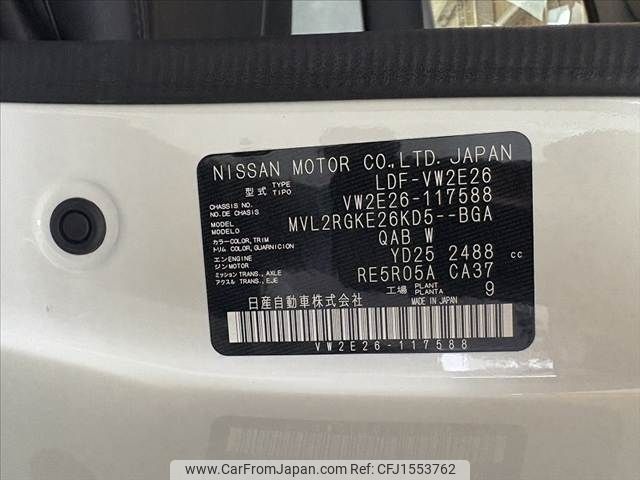 NISSAN MOTOR CO.,LTD. JAPAN
型式 TYPE TIPO LDF-VW2E26
CHASSIS NO. NO.DE CHASIS VW2E26-117588
MODEL MODELO MVL2RGKE26KD5--BGA
カラー COLOR, TRIM トリム COLOR, GUARNICION QAB W
エンジン ENGINE MOTOR YD25 2488 cc
ミッション TRANS., AXLE アクスル TRANS., EJE RE5R05A CA37
工場 PLANT PLANTA 9
日産自動車株式会社 MADE IN JAPAN
VW2E26-117588
www.CarFromJapan.com - CFJ1553762